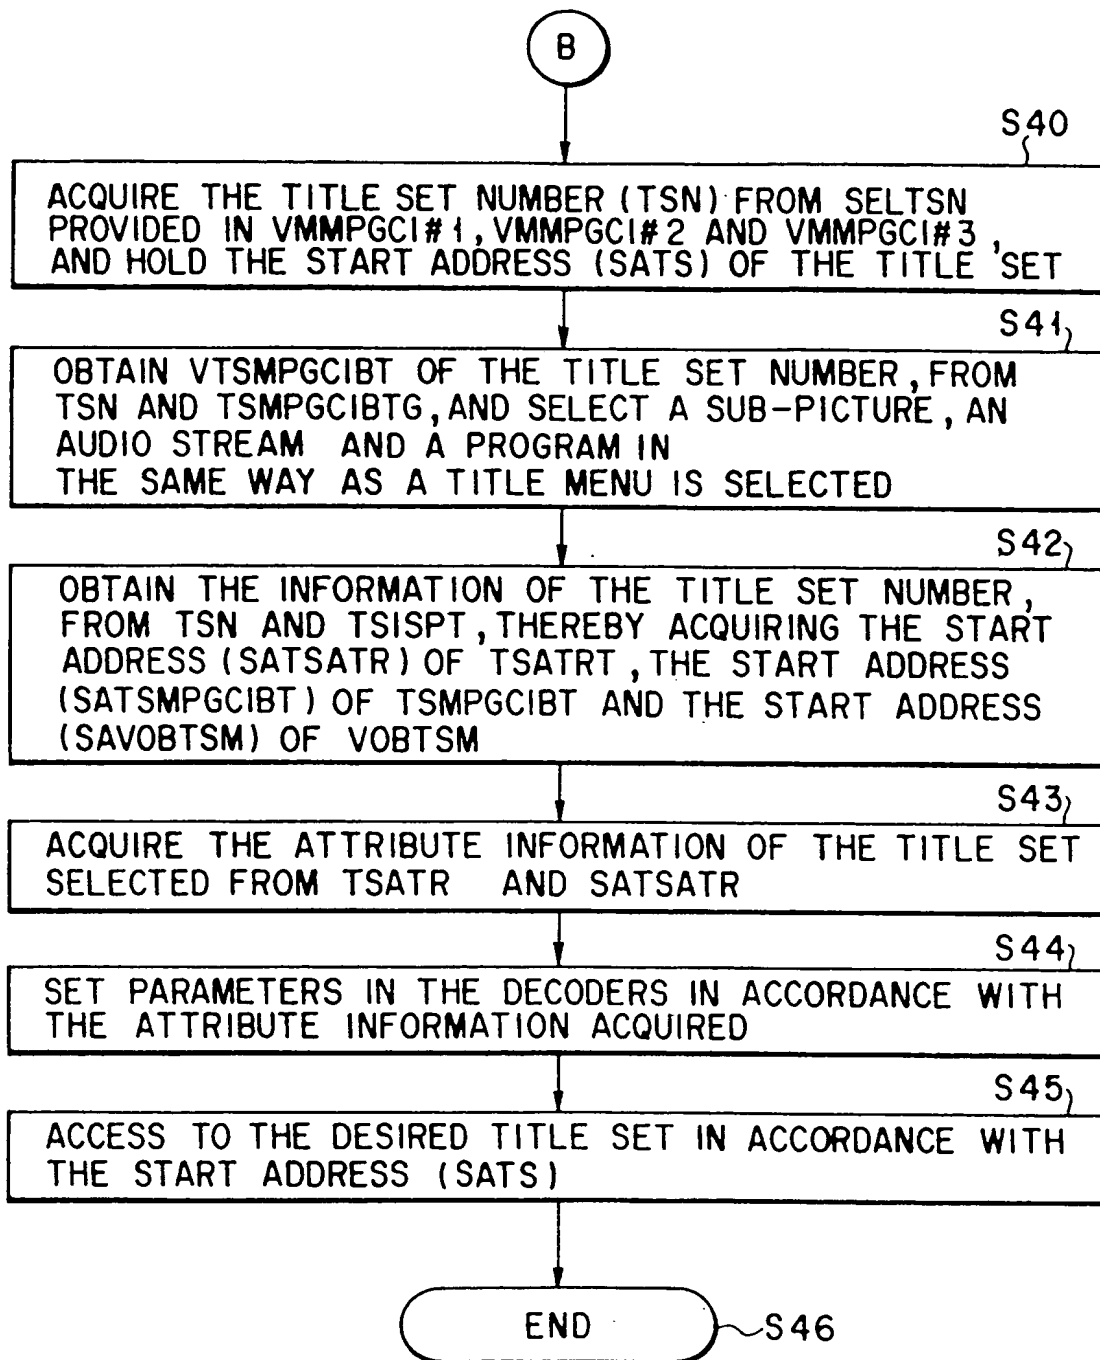 B
S40
ACQUIRE THE TITLE SET NUMBER (TSN) FROM SELTSN
PROVIDED IN VMMPGCI#1, VMMPGCI#2 AND VMMPGCI#3,
AND HOLD THE START ADDRESS (SATS) OF THE TITLE SET
S41
OBTAIN VTSMPGCIBT OF THE TITLE SET NUMBER, FROM
TSN AND TSMPGCIBTG, AND SELECT A SUB-PICTURE, AN
AUDIO STREAM AND A PROGRAM IN
THE SAME WAY AS A TITLE MENU IS SELECTED
S42
OBTAIN THE INFORMATION OF THE TITLE SET NUMBER,
FROM TSN AND TSISPT, THEREBY ACQUIRING THE START
ADDRESS (SATSATR) OF TSATRT, THE START ADDRESS
(SATSMPGCIBT) OF TSMPGCIBT AND THE START ADDRESS
(SAVOBTSM) OF VOBTSM
S43
ACQUIRE THE ATTRIBUTE INFORMATION OF THE TITLE SET
SELECTED FROM TSATR AND SATSATR
S44
SET PARAMETERS IN THE DECODERS IN ACCORDANCE WITH
THE ATTRIBUTE INFORMATION ACQUIRED
S45
ACCESS TO THE DESIRED TITLE SET IN ACCORDANCE WITH
THE START ADDRESS (SATS)
END
S46